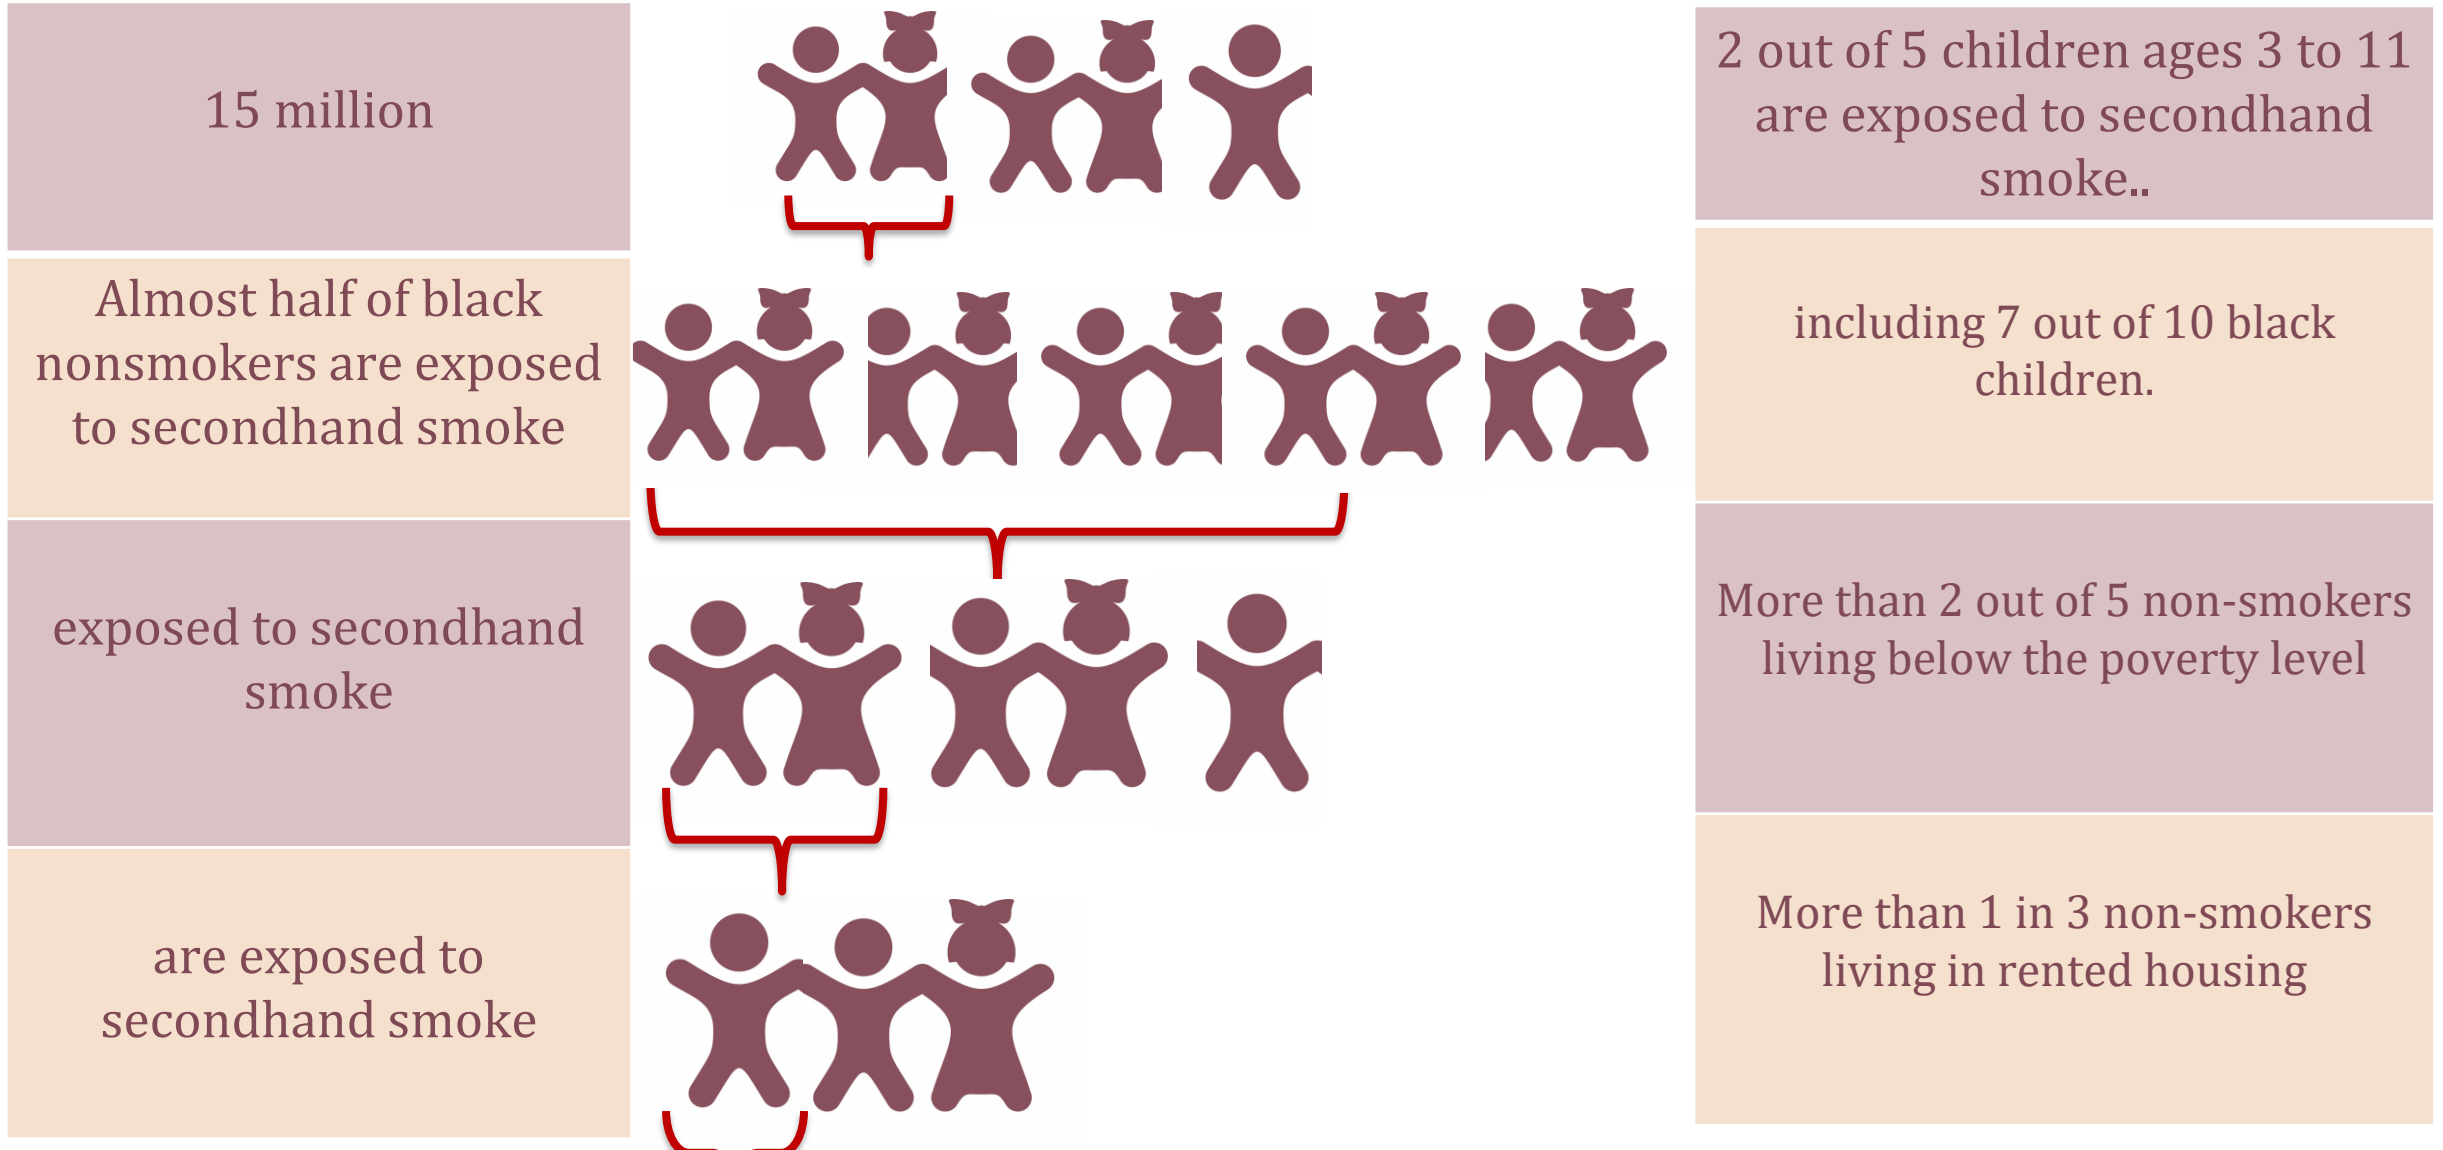 15 million
2 out of 5 children ages 3 to 11
are exposed to secondhand
smoke..
Almost half of black
nonsmokers are exposed
to secondhand smoke
including 7 out of 10 black
children.
exposed to secondhand
smoke
More than 2 out of 5 non-smokers
living below the poverty level
are exposed to
secondhand smoke
More than 1 in 3 non-smokers
living in rented housing